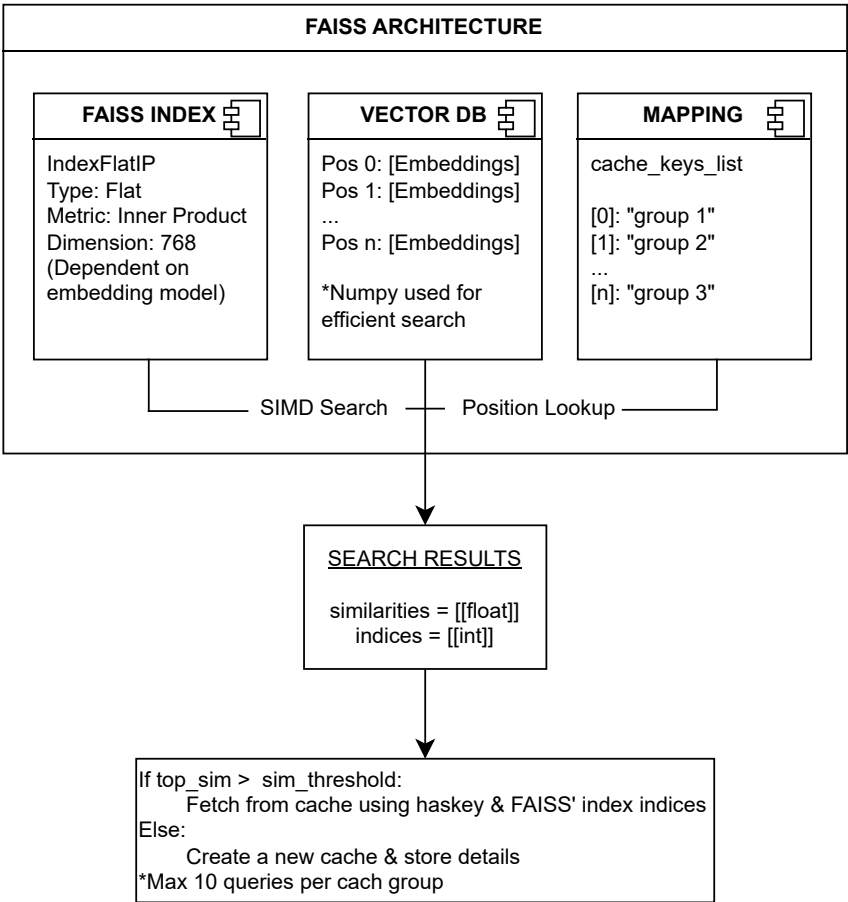 FAISS ARCHITECTURE
FAISS INDEX
IndexFlatIP
Type: Flat
Metric: Inner Product
Dimension: 768
(Dependent on
embedding model)
VECTOR DB
Pos 0: [Embeddings]
Pos 1: [Embeddings]
...
Pos n: [Embeddings]
*Numpy used for
efficient search
MAPPING
cache_keys_list
[0]: "group 1"
[1]: "group 2"
...
[n]: "group 3"
SIMD Search
Position Lookup
SEARCH RESULTS
similarities = [[float]]
indices = [[int]]
If top_sim > sim_threshold:
Fetch from cache using haskey & FAISS' index indices
Else:
Create a new cache & store details
*Max 10 queries per cach group